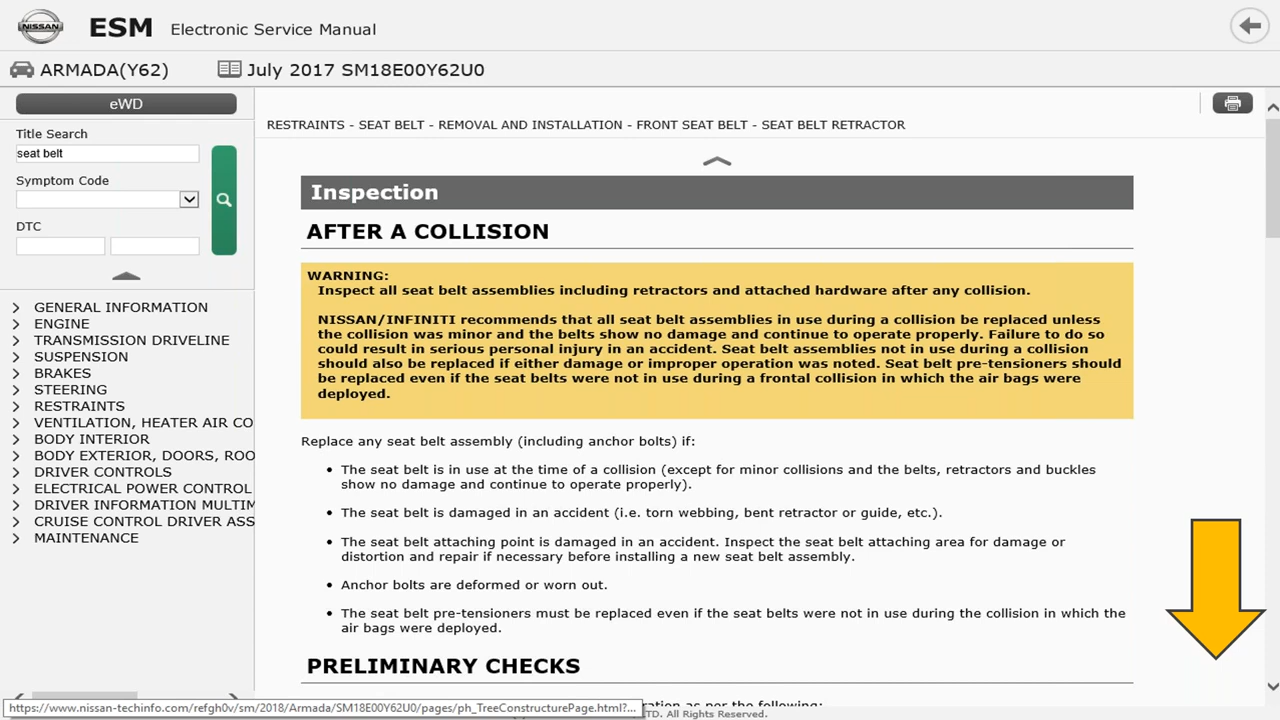 NISSAN
ESM Electronic Service Manual
ARMADA(Y62) July 2017 SM18E00Y62U0
eWD
Title Search
seat belt
Symptom Code
DTC
GENERAL INFORMATION
ENGINE
TRANSMISSION DRIVELINE
SUSPENSION
BRAKES
STEERING
RESTRAINTS
VENTILATION, HEATER AIR CO
BODY INTERIOR
BODY EXTERIOR, DOORS, ROO
DRIVER CONTROLS
ELECTRICAL POWER CONTROL
DRIVER INFORMATION MULTIM
CRUISE CONTROL DRIVER ASS
MAINTENANCE
RESTRAINTS - SEAT BELT - REMOVAL AND INSTALLATION - FRONT SEAT BELT - SEAT BELT RETRACTOR
Inspection
AFTER A COLLISION
WARNING:
Inspect all seat belt assemblies including retractors and attached hardware after any collision.
NISSAN/INFINITI recommends that all seat belt assemblies in use during a collision be replaced unless
the collision was minor and the belts show no damage and continue to operate properly. Failure to do so
could result in serious personal injury in an accident. Seat belt assemblies not in use during a collision
should also be replaced if either damage or improper operation was noted. Seat belt pre-tensioners should
be replaced even if the seat belts were not in use during a frontal collision in which the air bags were
deployed.
Replace any seat belt assembly (including anchor bolts) if:
• The seat belt is in use at the time of a collision (except for minor collisions and the belts, retractors and buckles
show no damage and continue to operate properly).
• The seat belt is damaged in an accident (i.e. torn webbing, bent retractor or guide, etc.).
• The seat belt attaching point is damaged in an accident. Inspect the seat belt attaching area for damage or
distortion and repair if necessary before installing a new seat belt assembly.
• Anchor bolts are deformed or worn out.
• The seat belt pre-tensioners must be replaced even if the seat belts were not in use during the collision in which the
air bags were deployed.
PRELIMINARY CHECKS
as per the following:
https://www.nissan-techinfo.com/refgh0v/sm/2018/Armada/SM18E00Y62U0/pages/ph_TreeConstructurePage.html?...
LTD. All Rights Reserved.